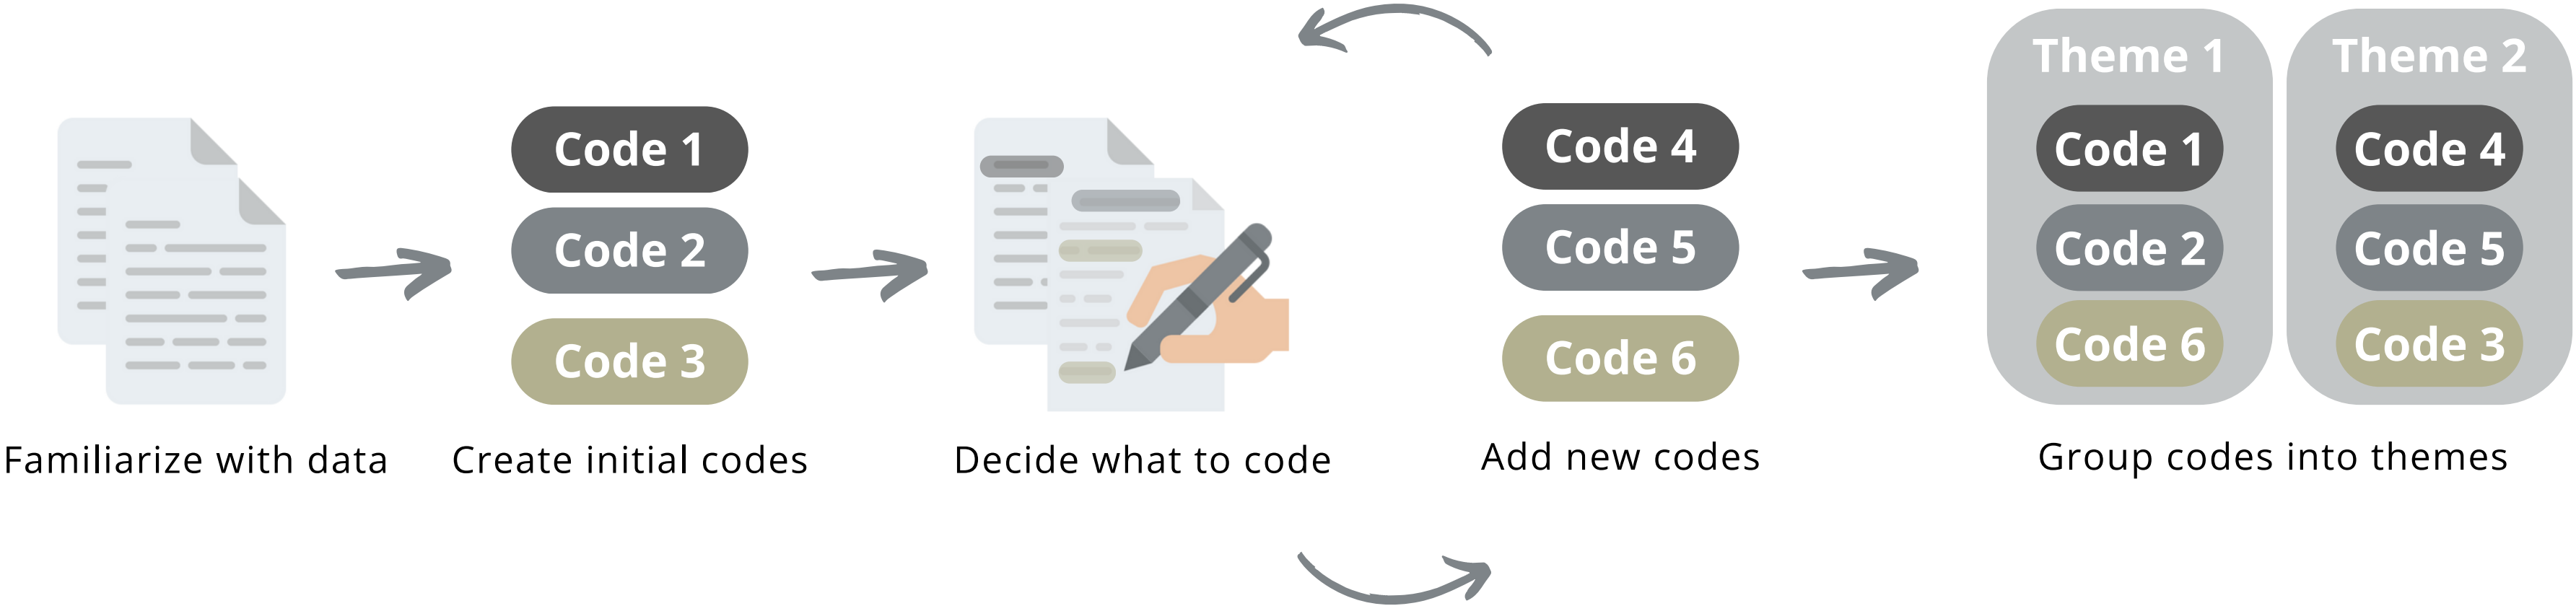 Familiarize with data
Code 1
Code 2
Code 3
Create initial codes
Decide what to code
Code 4
Code 5
Code 6
Add new codes
Theme 1
Code 1
Code 2
Code 6
Theme 2
Code 4
Code 5
Code 3
Group codes into themes